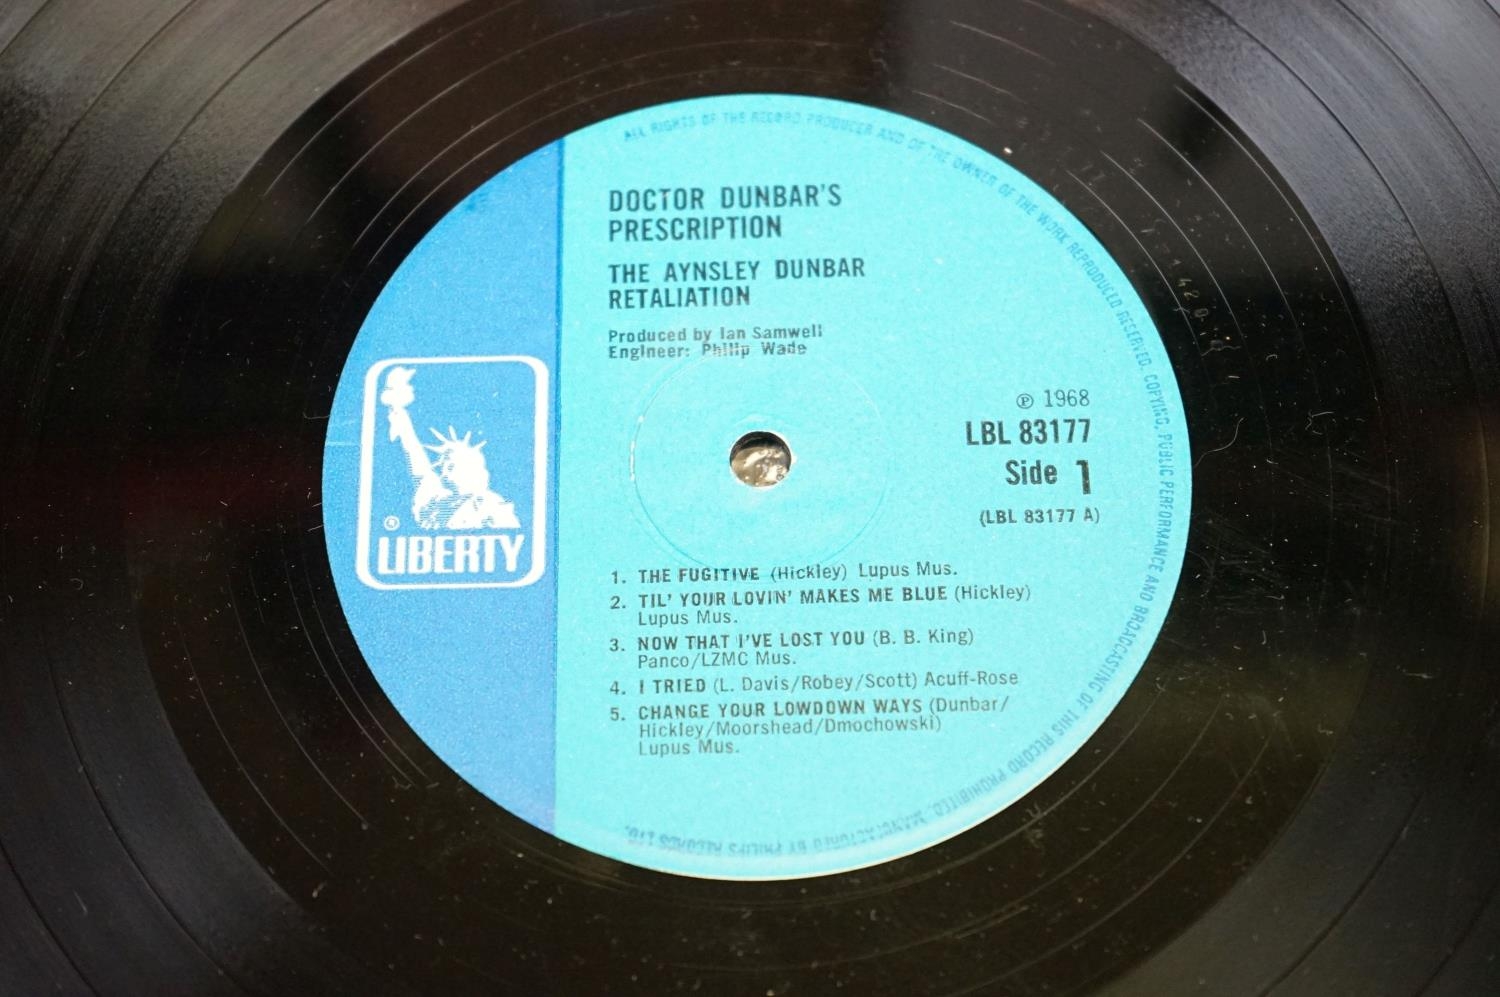 ALL RIGHTS OF THE RECORD PRODUCER AND OF THE OWNER OF THE WORK REPRODUCED RESERVED. COPYING, PUBLIC PERFORMANCE AND BROADCASTING OF THIS RECORD PROHIBITED. MANUFACTURED BY PHILIPS RECORDS LTD.
DOCTOR DUNBAR'S
PRESCRIPTION
THE AYNSLEY DUNBAR
RETALIATION
Produced by Ian Samwell
Engineer: Philip Wade
℗ 1968
LBL 83177
Side 1
(LBL 83177 A)
® LIBERTY
1. THE FUGITIVE (Hickley) Lupus Mus.
2. TIL' YOUR LOVIN' MAKES ME BLUE (Hickley)
Lupus Mus.
3. NOW THAT I'VE LOST YOU (B. B. King)
Panco/LZMC Mus.
4. I TRIED (L. Davis/Robey/Scott) Acuff-Rose
5. CHANGE YOUR LOWDOWN WAYS (Dunbar/
Hickley/Moorshead/Dmochowski)
Lupus Mus.